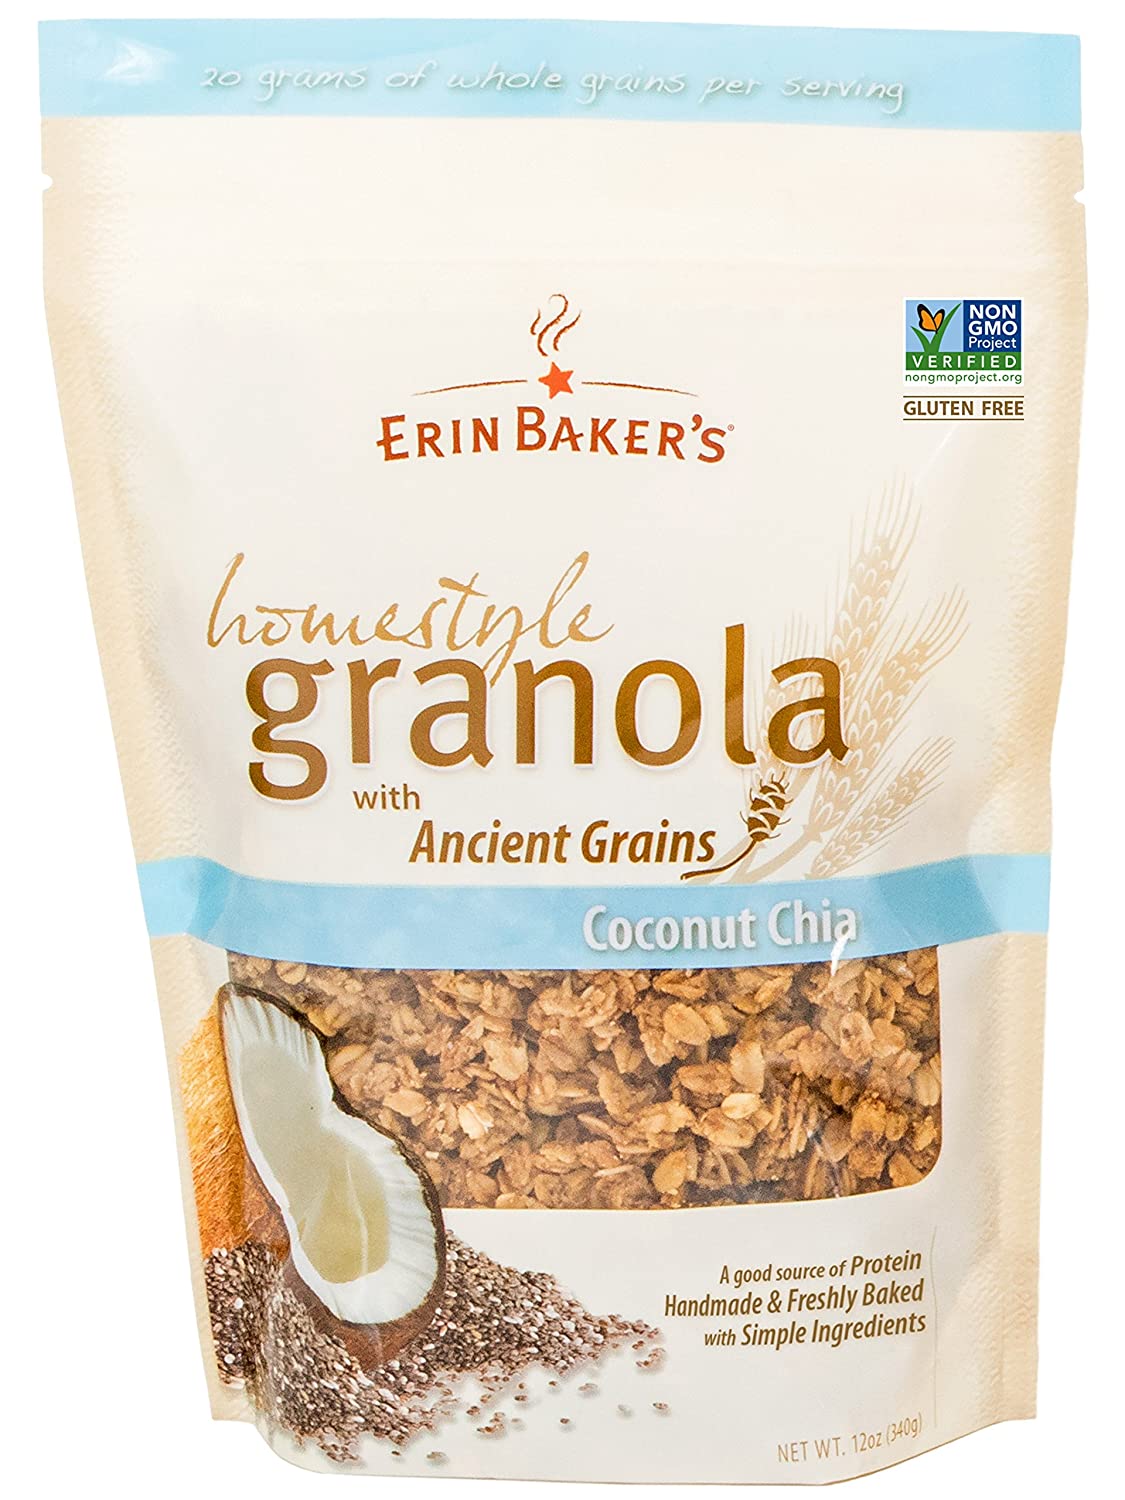 20 grams of whole grains per serving
NON
GMO
Project
VERIFIED
nongmoproject.org
GLUTEN FREE
ERIN BAKER'S®
homestyle
granola
with
Ancient Grains
Coconut Chia
A good source of Protein
Handmade & Freshly Baked
with Simple Ingredients
NET WT. 12oz (340g)